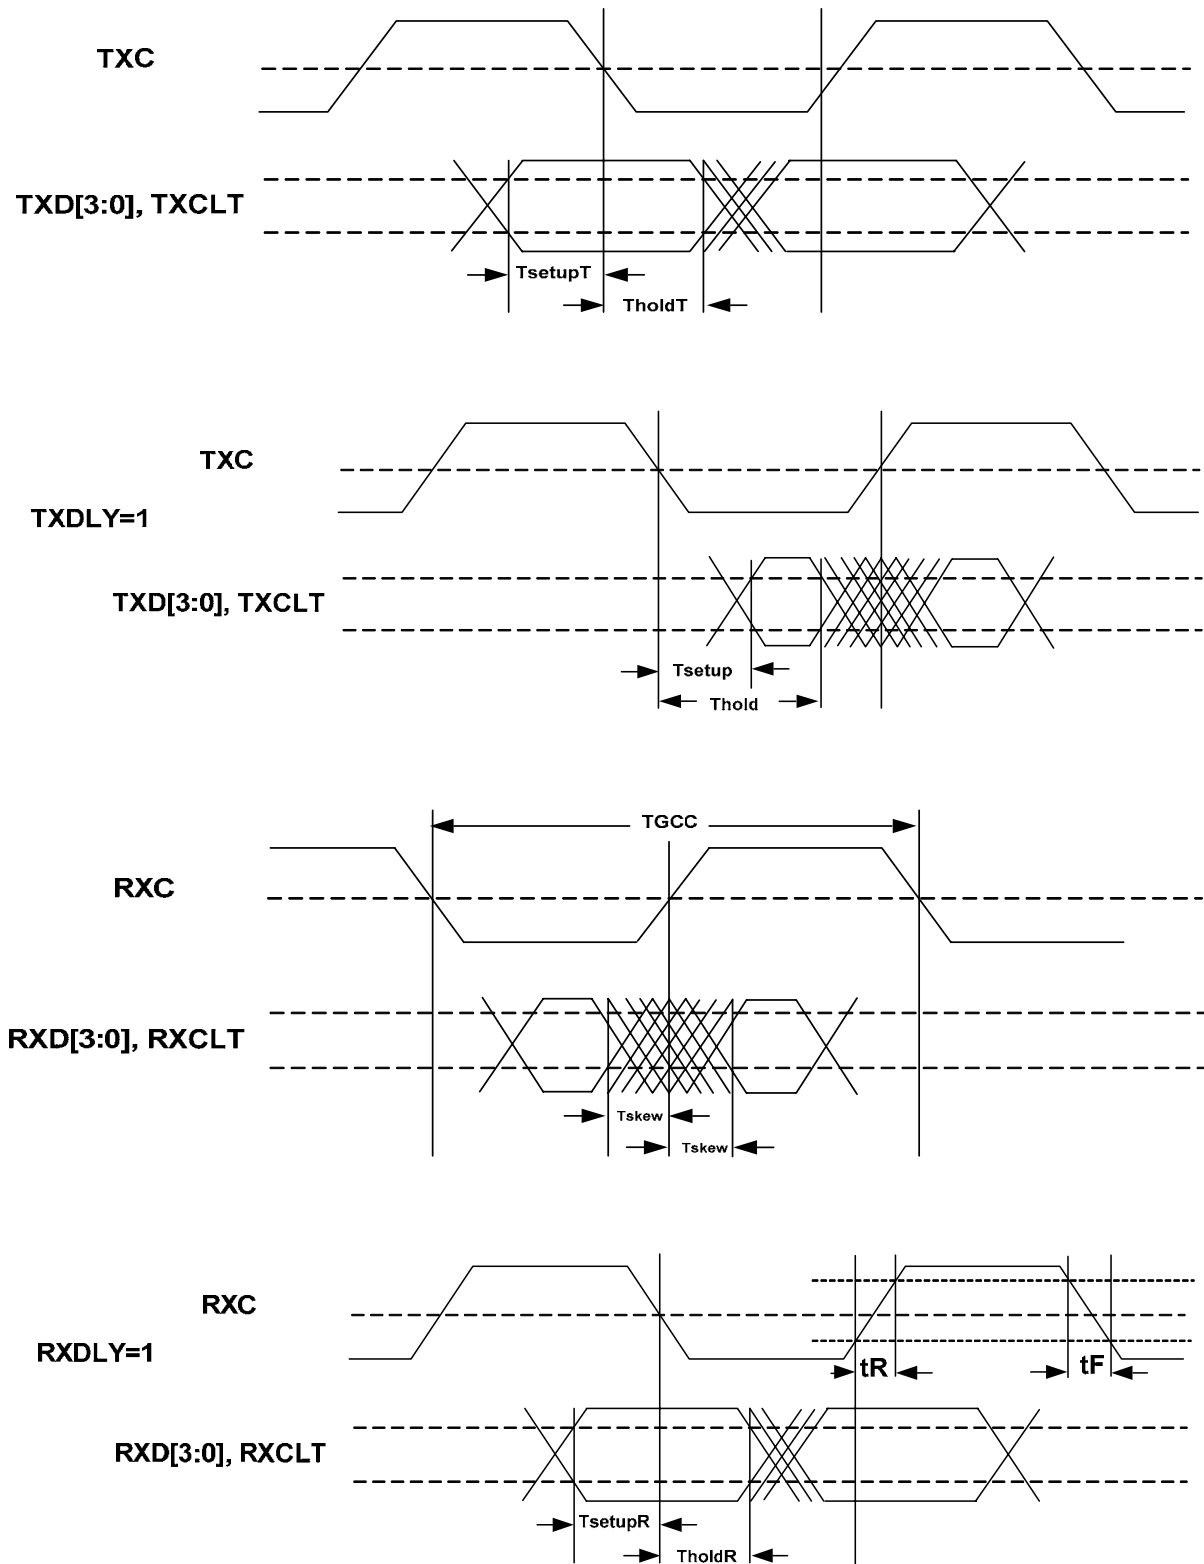 TXC
TXD[3:0], TXCLT
TsetupT
TholdT
TXC
TXDLY=1
TXD[3:0], TXCLT
Tsetup
Thold
TGCC
RXC
RXD[3:0], RXCLT
Tskew
Tskew
RXC
RXDLY=1
tR
tF
RXD[3:0], RXCLT
TsetupR
TholdR